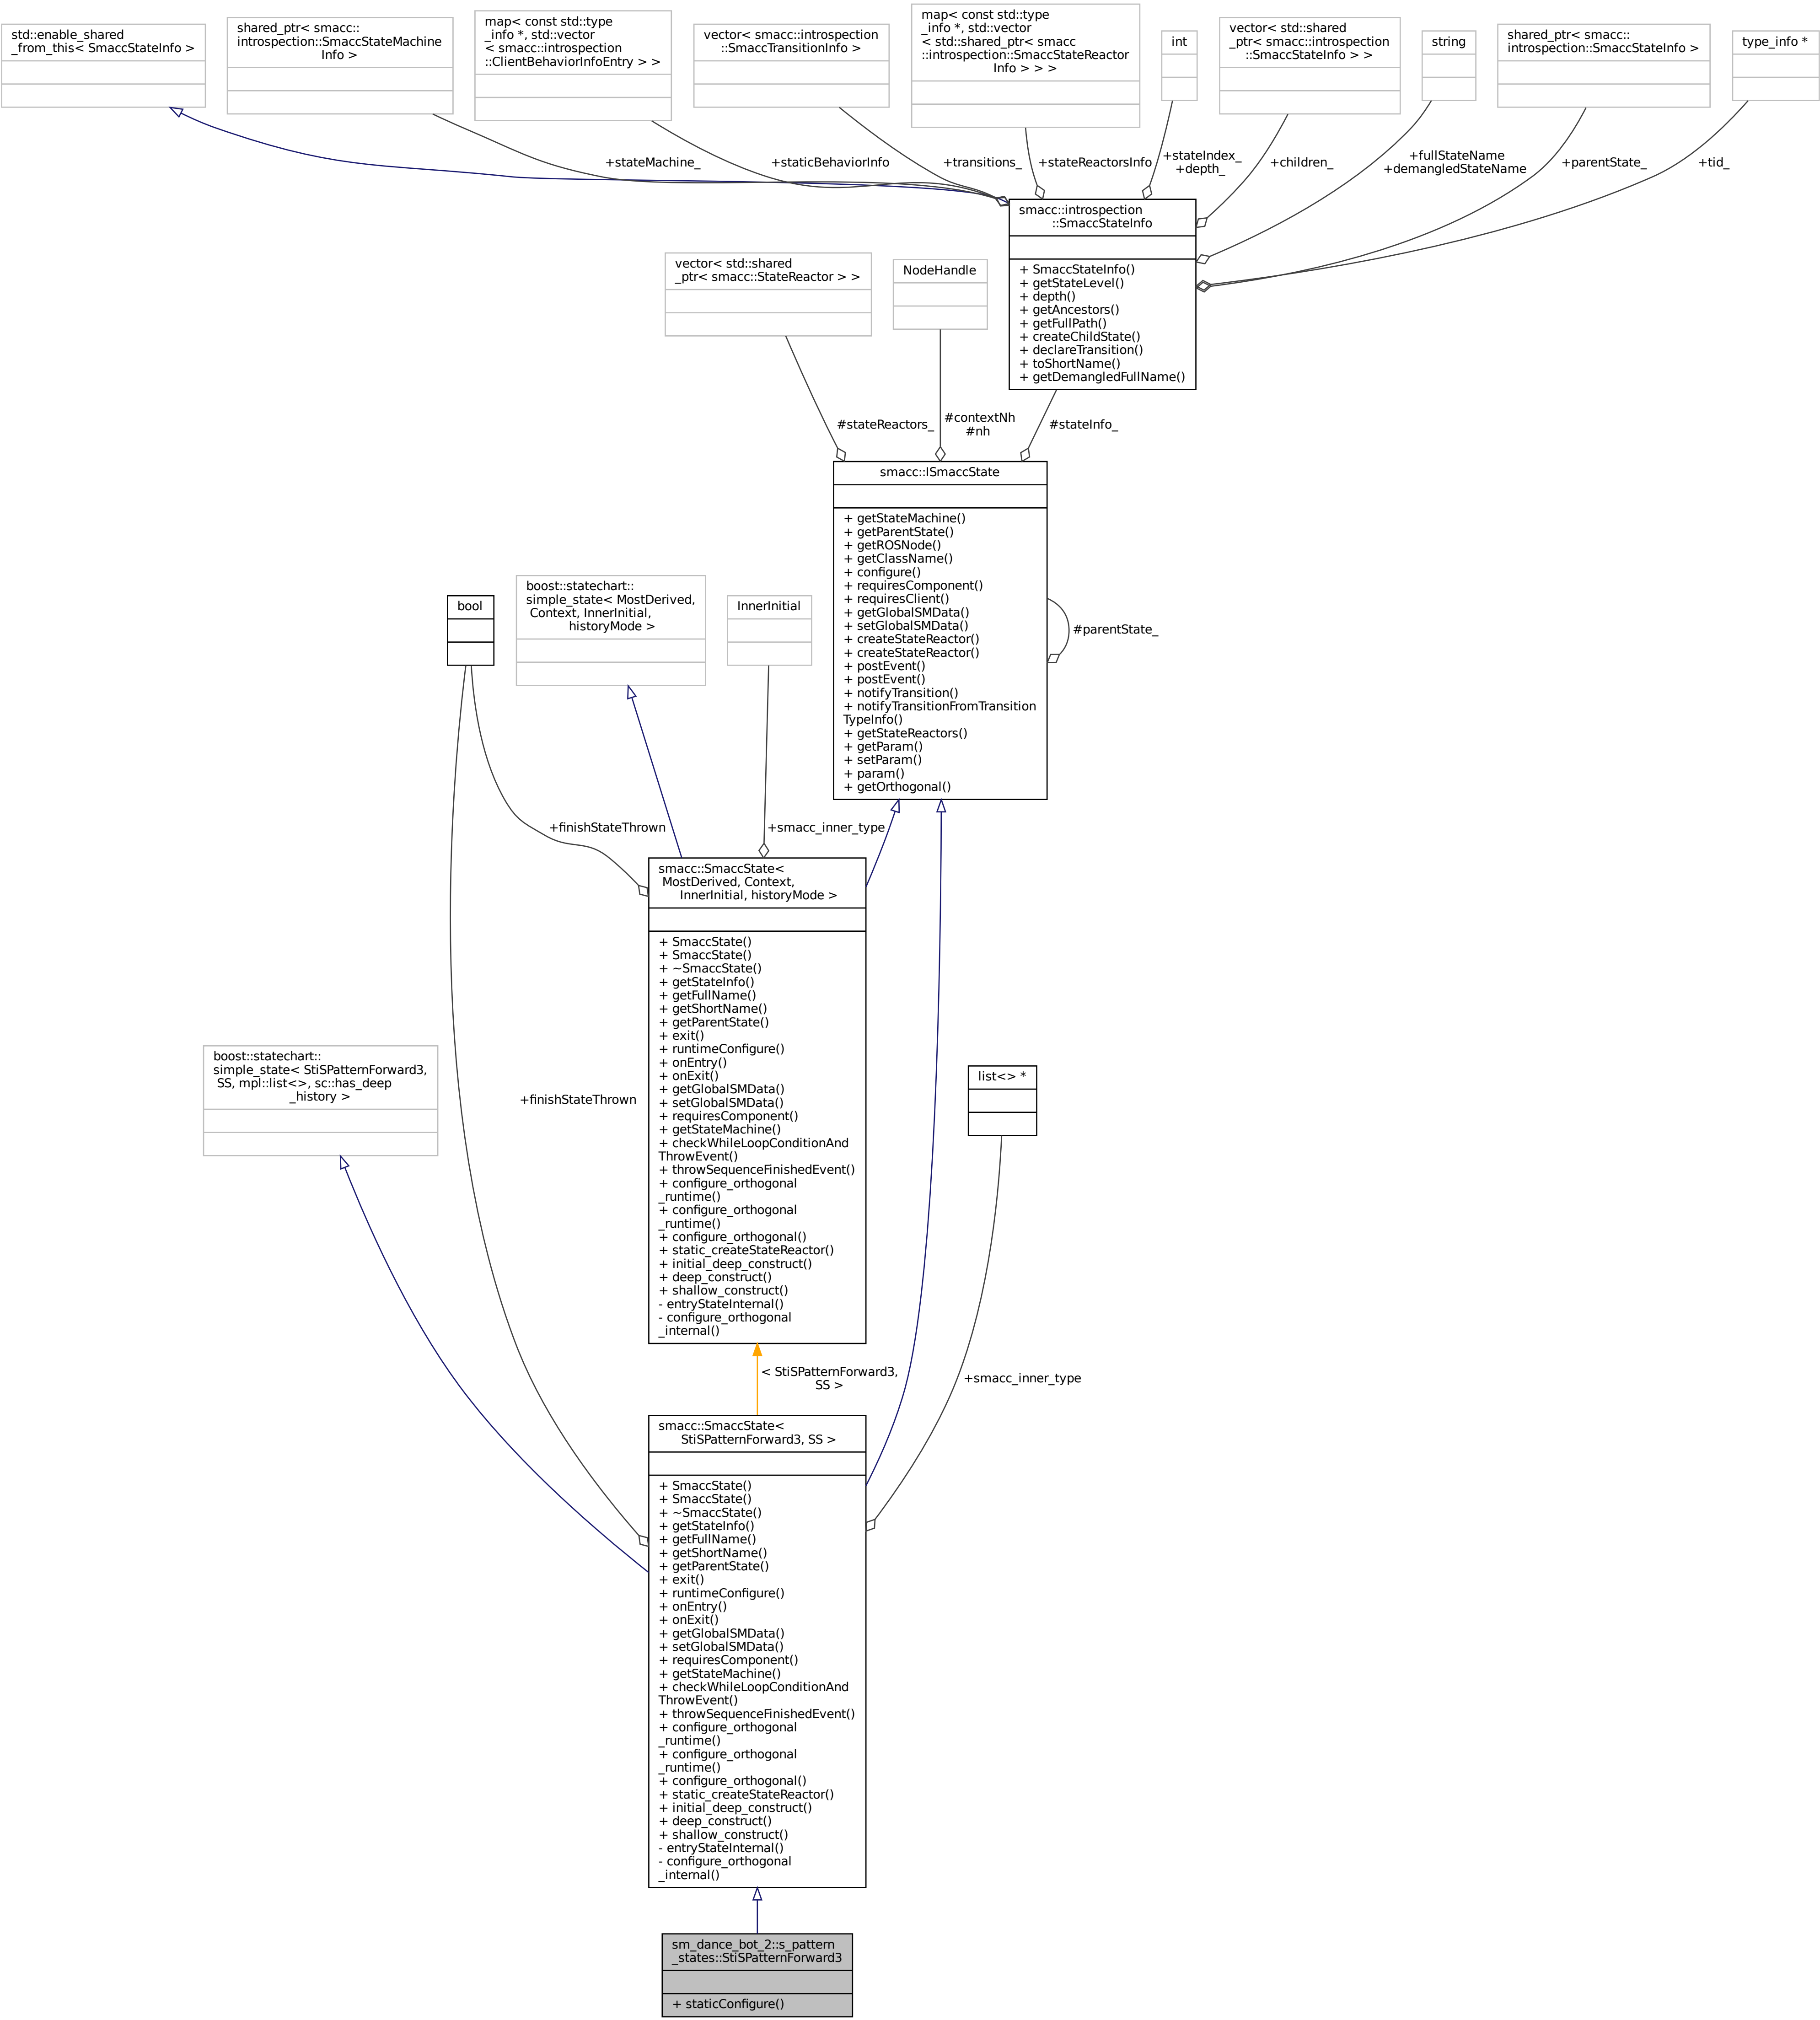 std::enable_shared
_from_this< SmaccStateInfo >
shared_ptr< smacc::
introspection::SmaccStateMachine
Info >
map< const std::type
_info *, std::vector
< smacc::introspection
::ClientBehaviorInfoEntry > >
vector< smacc::introspection
::SmaccTransitionInfo >
map< const std::type
_info *, std::vector
< std::shared_ptr< smacc
::introspection::SmaccStateReactor
Info > > >
int
vector< std::shared
_ptr< smacc::introspection
::SmaccStateInfo > >
string
shared_ptr< smacc::
introspection::SmaccStateInfo >
type_info *
+stateMachine_
+staticBehaviorInfo
+transitions_
+stateReactorsInfo
+stateIndex_
+depth_
+children_
+fullStateName
+demangledStateName
+parentState_
+tid_
smacc::introspection
::SmaccStateInfo
+ SmaccStateInfo()
+ getStateLevel()
+ depth()
+ getAncestors()
+ getFullPath()
+ createChildState()
+ declareTransition()
+ toShortName()
+ getDemangledFullName()
vector< std::shared
_ptr< smacc::StateReactor > >
NodeHandle
#stateReactors_
#contextNh
#nh
#stateInfo_
smacc::ISmaccState
+ getStateMachine()
+ getParentState()
+ getROSNode()
+ getClassName()
+ configure()
+ requiresComponent()
+ requiresClient()
+ getGlobalSMData()
+ setGlobalSMData()
+ createStateReactor()
+ createStateReactor()
+ postEvent()
+ postEvent()
+ notifyTransition()
+ notifyTransitionFromTransition
TypeInfo()
+ getStateReactors()
+ getParam()
+ setParam()
+ param()
+ getOrthogonal()
#parentState_
bool
boost::statechart::
simple_state< MostDerived,
Context, InnerInitial,
historyMode >
InnerInitial
+finishStateThrown
+smacc_inner_type
smacc::SmaccState<
MostDerived, Context,
InnerInitial, historyMode >
+ SmaccState()
+ SmaccState()
+ ~SmaccState()
+ getStateInfo()
+ getFullName()
+ getShortName()
+ getParentState()
+ exit()
+ runtimeConfigure()
+ onEntry()
+ onExit()
+ getGlobalSMData()
+ setGlobalSMData()
+ requiresComponent()
+ getStateMachine()
+ checkWhileLoopConditionAnd
ThrowEvent()
+ throwSequenceFinishedEvent()
+ configure_orthogonal
_runtime()
+ configure_orthogonal
_runtime()
+ configure_orthogonal()
+ static_createStateReactor()
+ initial_deep_construct()
+ deep_construct()
+ shallow_construct()
- entryStateInternal()
- configure_orthogonal
_internal()
boost::statechart::
simple_state< StiSPatternForward3,
SS, mpl::list<>, sc::has_deep
_history >
+finishStateThrown
list<> *
< StiSPatternForward3,
SS >
+smacc_inner_type
smacc::SmaccState<
StiSPatternForward3, SS >
+ SmaccState()
+ SmaccState()
+ ~SmaccState()
+ getStateInfo()
+ getFullName()
+ getShortName()
+ getParentState()
+ exit()
+ runtimeConfigure()
+ onEntry()
+ onExit()
+ getGlobalSMData()
+ setGlobalSMData()
+ requiresComponent()
+ getStateMachine()
+ checkWhileLoopConditionAnd
ThrowEvent()
+ throwSequenceFinishedEvent()
+ configure_orthogonal
_runtime()
+ configure_orthogonal
_runtime()
+ configure_orthogonal()
+ static_createStateReactor()
+ initial_deep_construct()
+ deep_construct()
+ shallow_construct()
- entryStateInternal()
- configure_orthogonal
_internal()
sm_dance_bot_2::s_pattern
_states::StiSPatternForward3
+ staticConfigure()